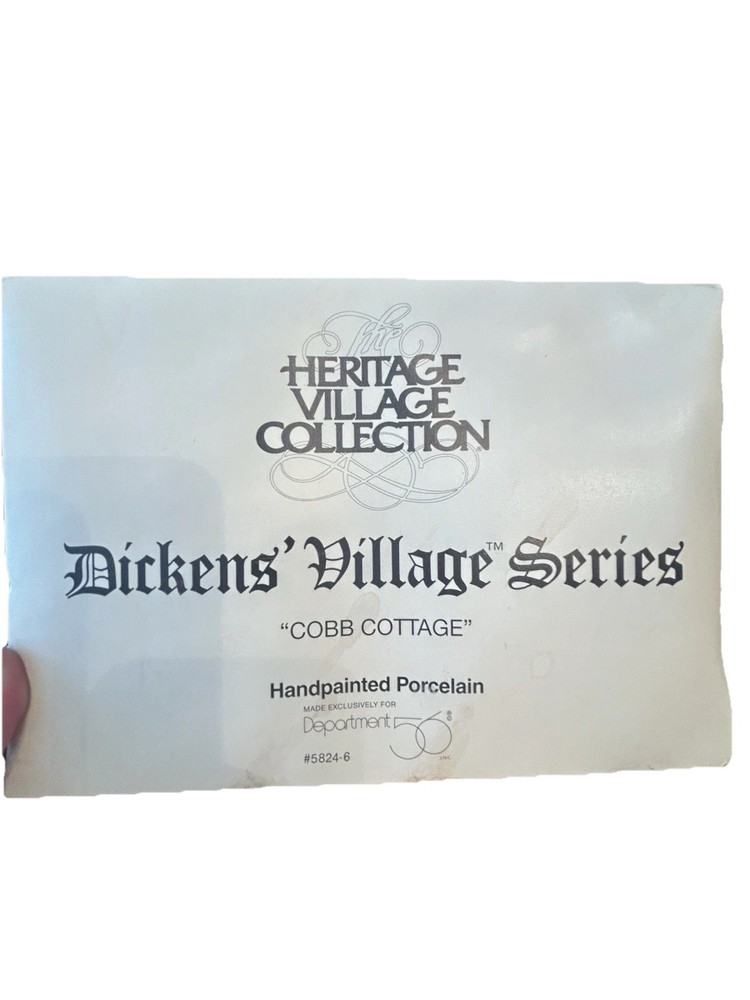 The
HERITAGE
VILLAGE
COLLECTION®
Dickens' Village™ Series
“COBB COTTAGE”
Handpainted Porcelain
MADE EXCLUSIVELY FOR
Department 56®
INC.
#5824-6